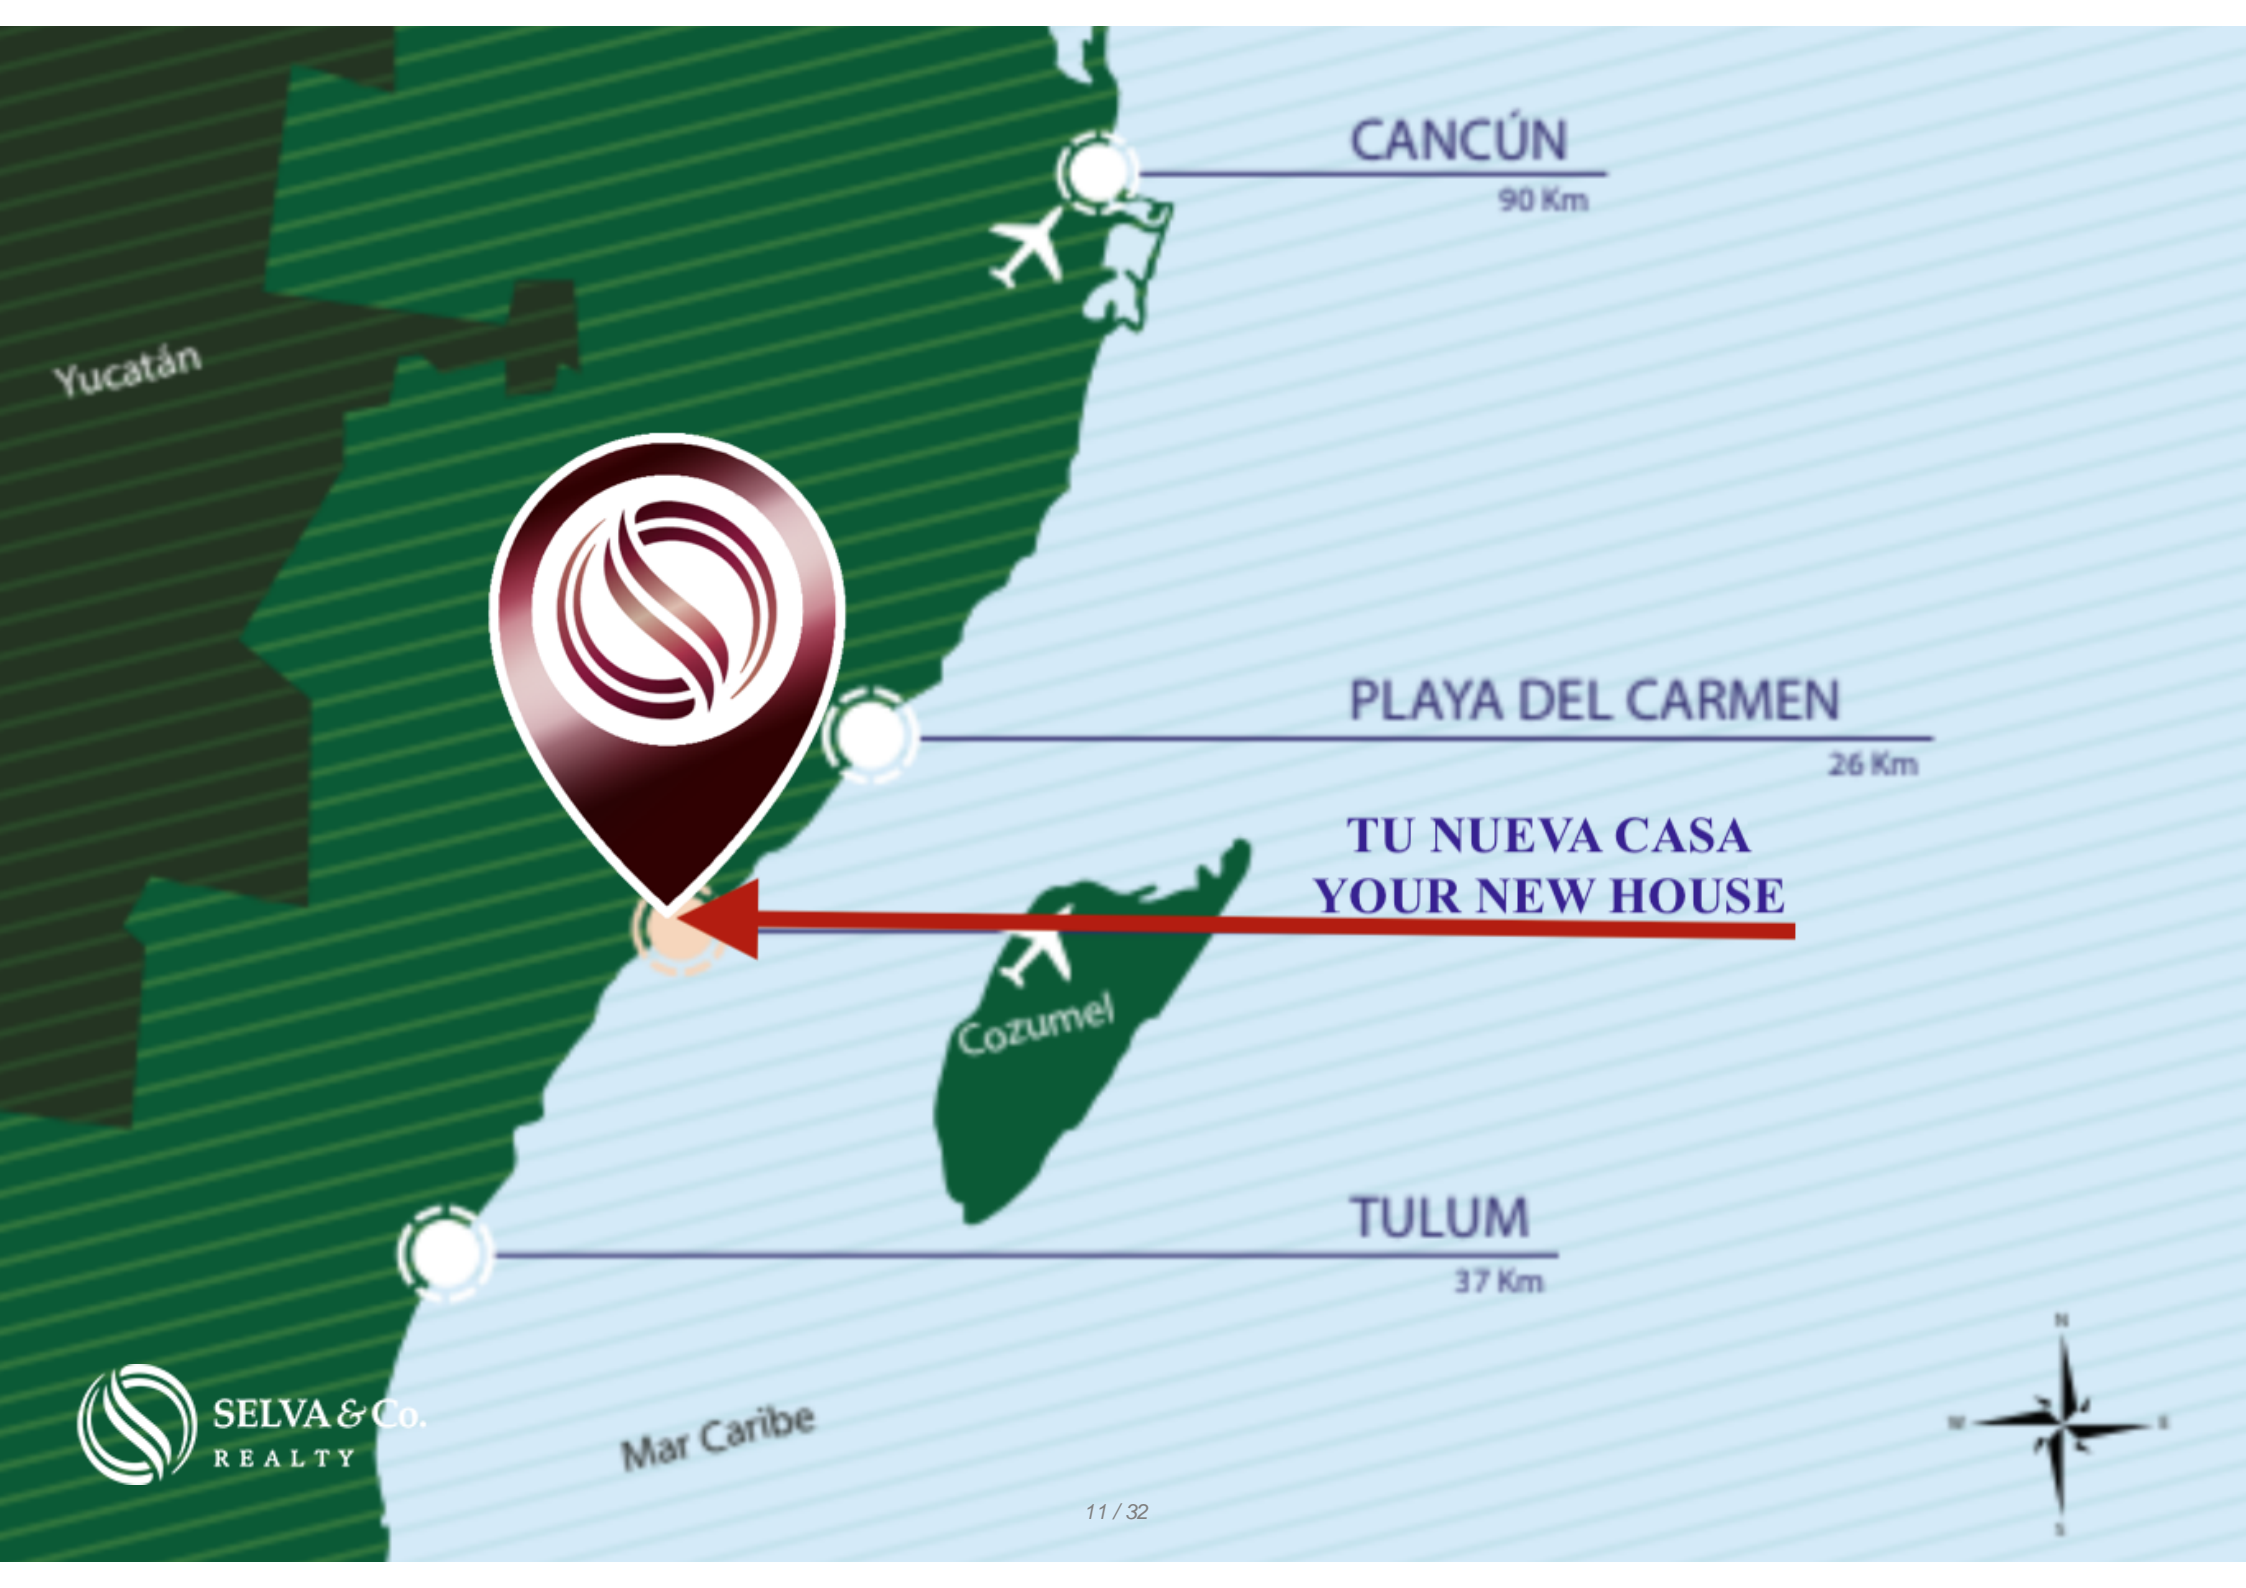 CANCÚN
90 Km
Yucatán
PLAYA DEL CARMEN
26 Km
TU NUEVA CASA
YOUR NEW HOUSE
Cozumel
TULUM
37 Km
N
W
E
S
SELVA & Co.
REALTY
Mar Caribe
11 / 32